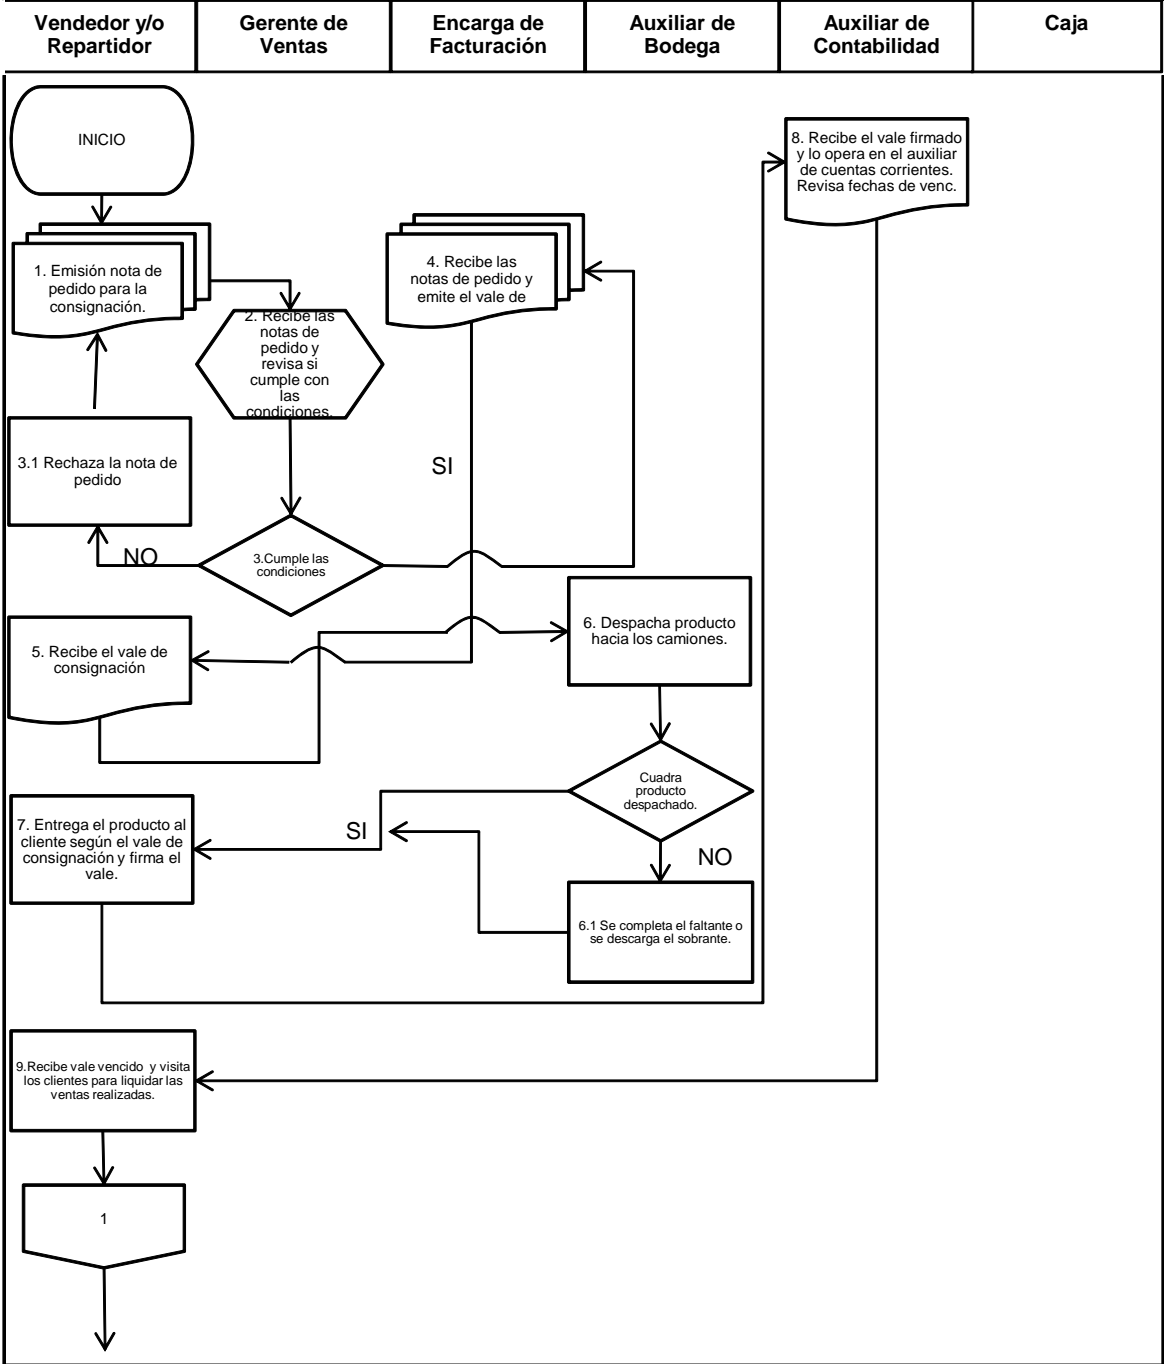 Vendedor y/o
Repartidor
Gerente de
Ventas
Encarga de
Facturación
Auxiliar de
Bodega
Auxiliar de
Contabilidad
Caja
INICIO
8. Recibe el vale firmado
y lo opera en el auxiliar
de cuentas corrientes.
Revisa fechas de venc.
1. Emisión nota de
pedido para la
consignación.
4. Recibe las
notas de pedido y
emite el vale de
2. Recibe las
notas de
pedido y
revisa si
cumple con
las
condiciones.
3.1 Rechaza la nota de
pedido
SI
NO
3.Cumple las
condiciones
5. Recibe el vale de
consignación
6. Despacha producto
hacia los camiones.
Cuadra
producto
despachado.
7. Entrega el producto al
cliente según el vale de
consignación y firma el
vale.
SI
NO
6.1 Se completa el faltante o
se descarga el sobrante.
9.Recibe vale vencido y visita
los clientes para liquidar las
ventas realizadas.
1